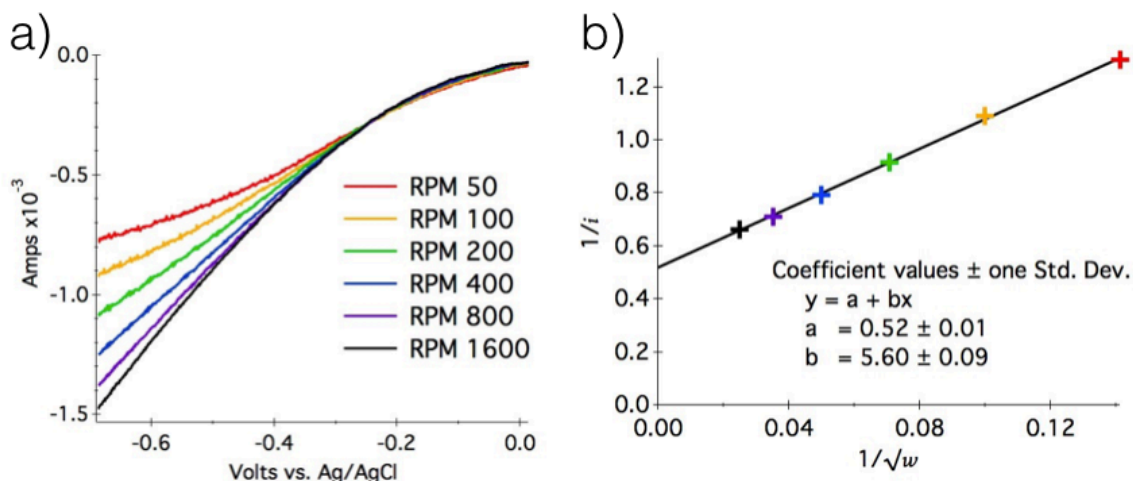 a)
0.0
-0.5
-1.0
-1.5
Amps x10⁻³
RPM 50
RPM 100
RPM 200
RPM 400
RPM 800
RPM 1600
-0.6
-0.4
-0.2
0.0
Volts vs. Ag/AgCl
b)
1.2
1.0
0.8
0.6
0.4
0.2
0.0
1/i
Coefficient values ± one Std. Dev.
y = a + bx
a = 0.52 ± 0.01
b = 5.60 ± 0.09
0.00
0.04
0.08
0.12
1/√w